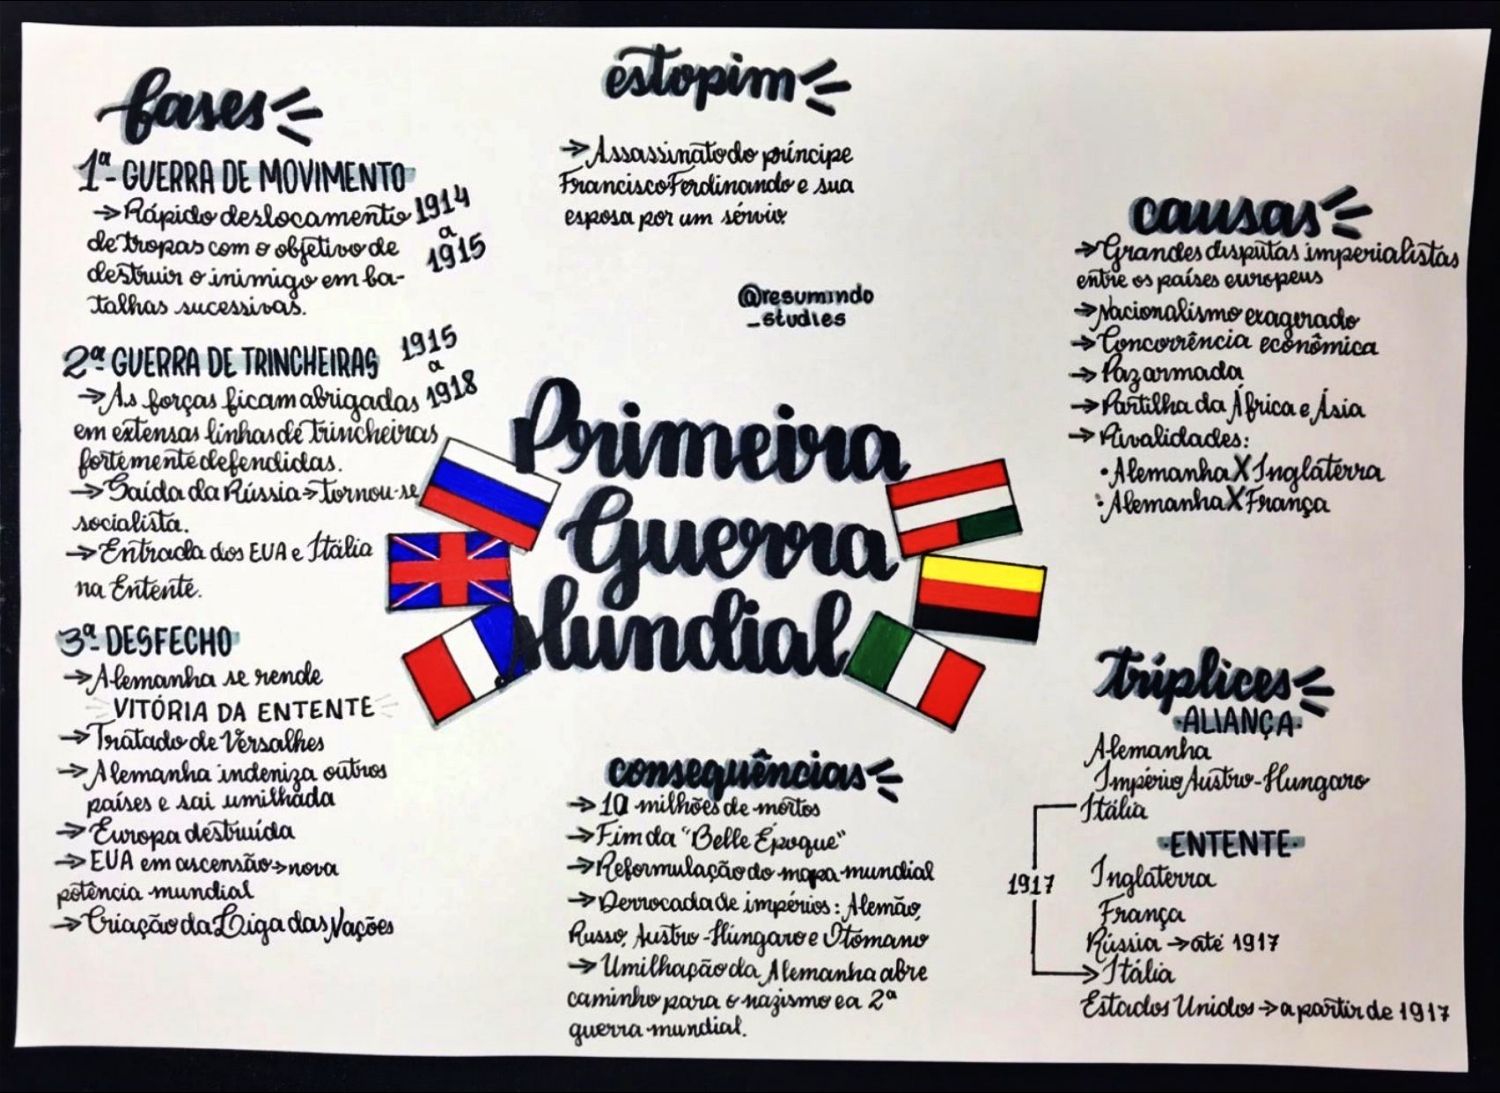 fases
1ª- GUERRA DE MOVIMENTO
→Rápido deslocamento
de tropas com o objetivo de
destruir o inimigo em ba-
talhas sucessivas.
1914
a
1915
2ª- GUERRA DE TRINCHEIRAS
1915
a
1918
→As forças ficam abrigadas
em extensas linhas de trincheiras
fortemente defendidas.
→Saída da Rússia→Tornou-se
socialista.
→Entrada dos EUA e Itália
na Entente.
3ª- DESFECHO
→Alemanha se rende
VITÓRIA DA ENTENTE
→Tratado de Versalhes
→Alemanha indeniza outros
países e sai umilhada
→Europa destruída
→EUA em ascensão→nova
potência mundial
→Criação da Liga das Nações
estopim
→Assassinato do príncipe
Francisco Ferdinando e sua
esposa por um sérvio.
@resumindo
_studies
Primeira
Guerra
Mundial
consequências
→10 milhões de mortos
→Fim da "Belle Époque"
→Reformulação do mapa mundial
→Derrocada de impérios: Alemão,
Russo, Austro-Húngaro e Otomano
→Umilhação da Alemanha abre
caminho para o nazismo e a 2ª
guerra mundial.
causas
→Grandes disputas imperialistas
entre os países europeus
→Nacionalismo exagerado
→Concorrência econômica
→Paz armada
→Partilha da África e Ásia
→Rivalidades:
•Alemanha X Inglaterra
•Alemanha X França
tríplices
·ALIANÇA·
Alemanha
Império Austro-Hungaro
Itália
·ENTENTE·
1917
Inglaterra
França
Rússia →até 1917
→Itália
Estados Unidos→a partir de 1917